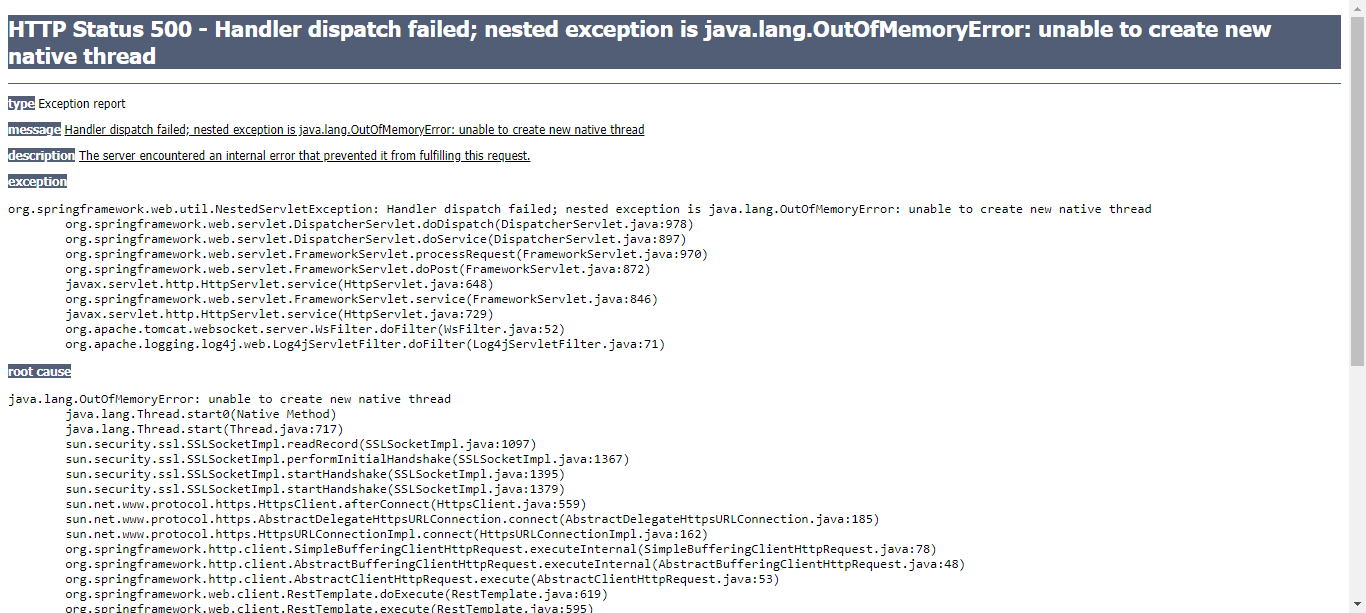 HTTP Status 500 - Handler dispatch failed; nested exception is java.lang.OutOfMemoryError: unable to create new
native thread
type Exception report
message Handler dispatch failed; nested exception is java.lang.OutOfMemoryError: unable to create new native thread
description The server encountered an internal error that prevented it from fulfilling this request.
exception
org.springframework.web.util.NestedServletException: Handler dispatch failed; nested exception is java.lang.OutOfMemoryError: unable to create new native thread
org.springframework.web.servlet.DispatcherServlet.doDispatch(DispatcherServlet.java:978)
org.springframework.web.servlet.DispatcherServlet.doService(DispatcherServlet.java:897)
org.springframework.web.servlet.FrameworkServlet.processRequest(FrameworkServlet.java:970)
org.springframework.web.servlet.FrameworkServlet.doPost(FrameworkServlet.java:872)
javax.servlet.http.HttpServlet.service(HttpServlet.java:648)
org.springframework.web.servlet.FrameworkServlet.service(FrameworkServlet.java:846)
javax.servlet.http.HttpServlet.service(HttpServlet.java:729)
org.apache.tomcat.websocket.server.WsFilter.doFilter(WsFilter.java:52)
org.apache.logging.log4j.web.Log4jServletFilter.doFilter(Log4jServletFilter.java:71)
root cause
java.lang.OutOfMemoryError: unable to create new native thread
java.lang.Thread.start0(Native Method)
java.lang.Thread.start(Thread.java:717)
sun.security.ssl.SSLSocketImpl.readRecord(SSLSocketImpl.java:1097)
sun.security.ssl.SSLSocketImpl.performInitialHandshake(SSLSocketImpl.java:1367)
sun.security.ssl.SSLSocketImpl.startHandshake(SSLSocketImpl.java:1395)
sun.security.ssl.SSLSocketImpl.startHandshake(SSLSocketImpl.java:1379)
sun.net.www.protocol.https.HttpsClient.afterConnect(HttpsClient.java:559)
sun.net.www.protocol.https.AbstractDelegateHttpsURLConnection.connect(AbstractDelegateHttpsURLConnection.java:185)
sun.net.www.protocol.https.HttpsURLConnectionImpl.connect(HttpsURLConnectionImpl.java:162)
org.springframework.http.client.SimpleBufferingClientHttpRequest.executeInternal(SimpleBufferingClientHttpRequest.java:78)
org.springframework.http.client.AbstractBufferingClientHttpRequest.executeInternal(AbstractBufferingClientHttpRequest.java:48)
org.springframework.http.client.AbstractClientHttpRequest.execute(AbstractClientHttpRequest.java:53)
org.springframework.web.client.RestTemplate.doExecute(RestTemplate.java:619)
org.springframework.web.client.RestTemplate.execute(RestTemplate.java:595)